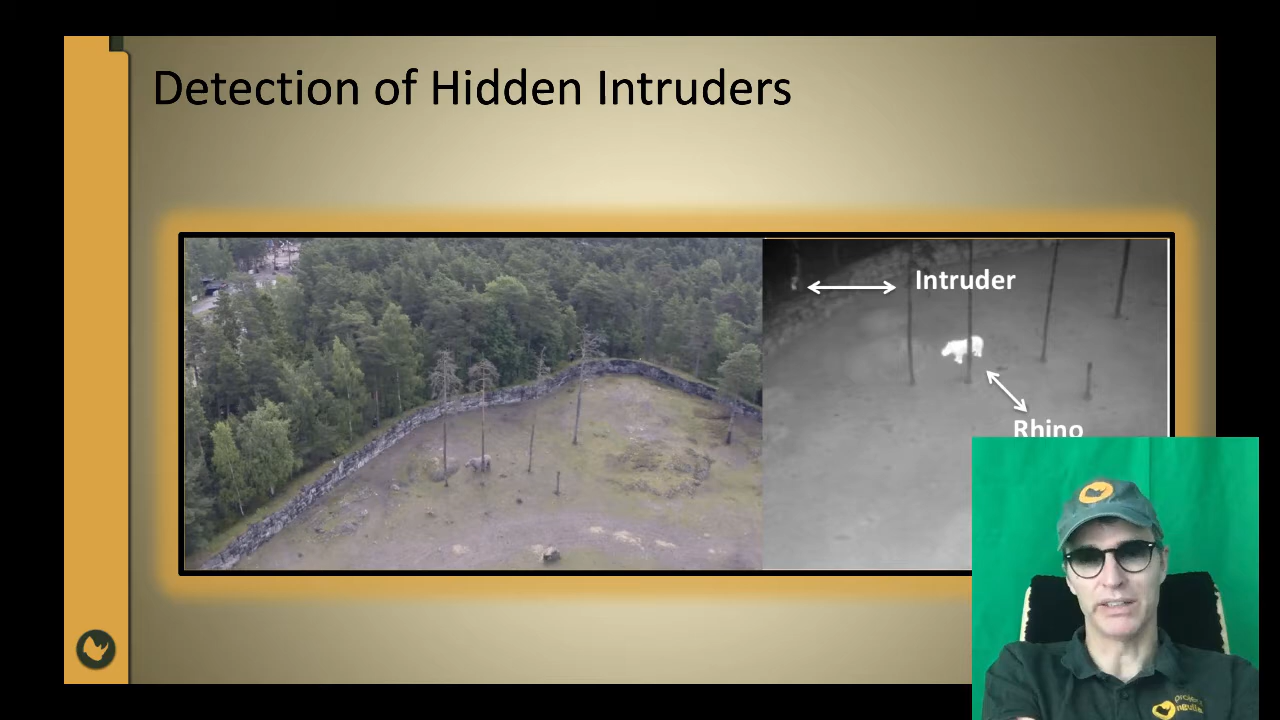 Detection of Hidden Intruders
Intruder
Rhino